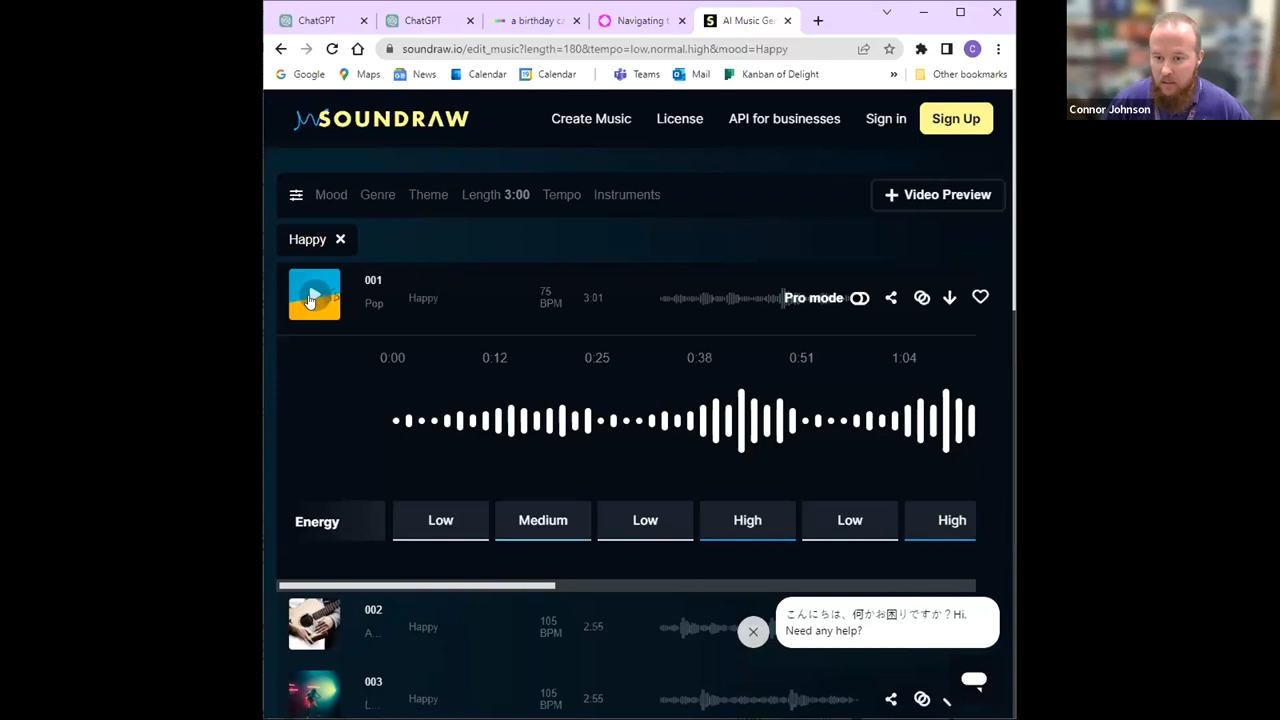 ChatGPT
ChatGPT
a birthday ca
Navigating t
AI Music Ge
soundraw.io/edit_music?length=180&tempo=low,normal,high&mood=Happy
C
Google Maps News Calendar Calendar Teams Mail Kanban of Delight » Other bookmarks
Connor Johnson
SOUNDRAW
Create Music License API for businesses Sign in Sign Up
Mood Genre Theme Length 3:00 Tempo Instruments
+ Video Preview
Happy
001
Pop
Happy
75
BPM
3:01
Pro mode
0:00 0:12 0:25 0:38 0:51 1:04
Energy Low Medium Low High Low High
002
A...
Happy
105
BPM
2:55
こんにちは、何かお困りですか？Hi.
Need any help?
003
L...
Happy
105
BPM
2:55